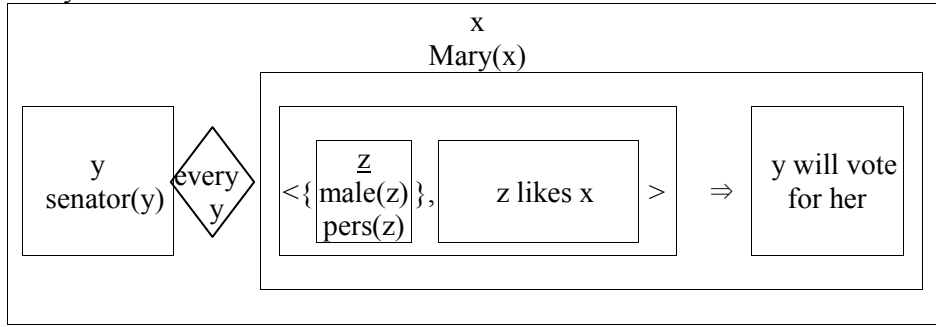 x
Mary(x)
y
senator(y)
every
y
<{
z
male(z)
pers(z)
},
z likes x
>
⇒
y will vote
for her